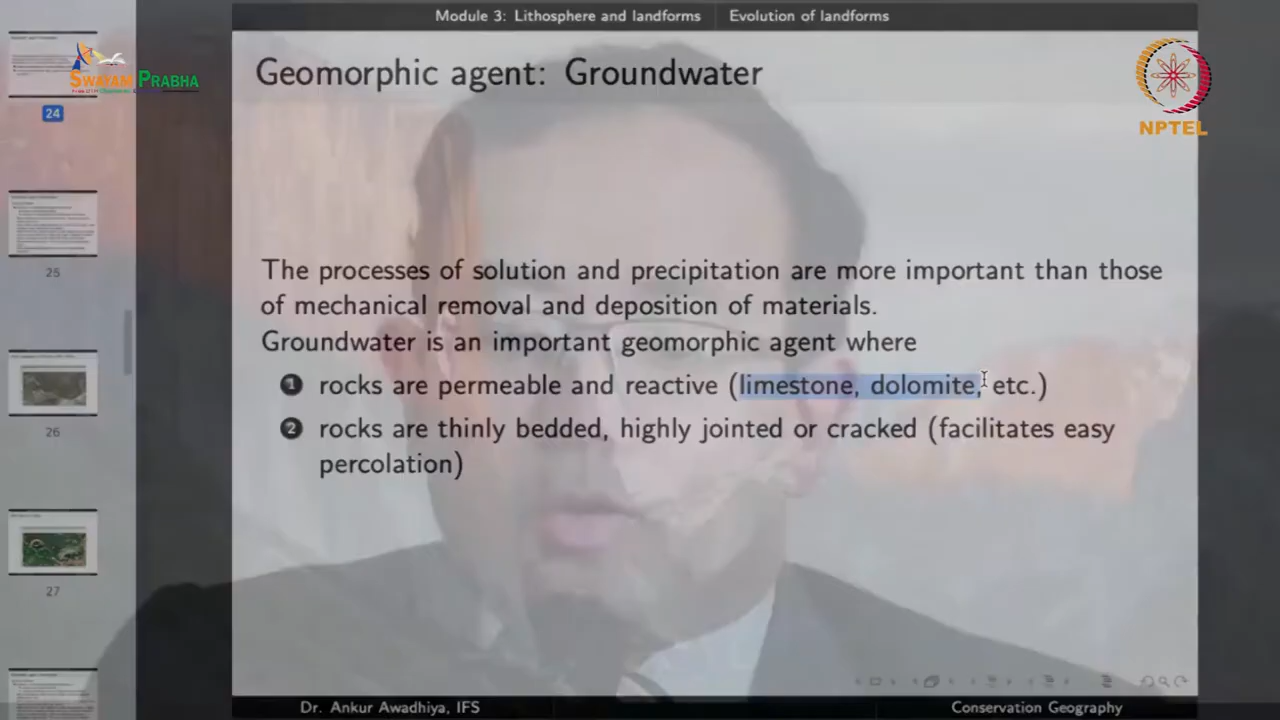 Module 3: Lithosphere and landforms Evolution of landforms
SWAYAM PRABHA
24
NPTEL
Geomorphic agent: Groundwater
The processes of solution and precipitation are more important than those
of mechanical removal and deposition of materials.
Groundwater is an important geomorphic agent where
1 rocks are permeable and reactive (limestone, dolomite, etc.)
2 rocks are thinly bedded, highly jointed or cracked (facilitates easy
percolation)
25
26
27
Dr. Ankur Awadhiya, IFS Conservation Geography